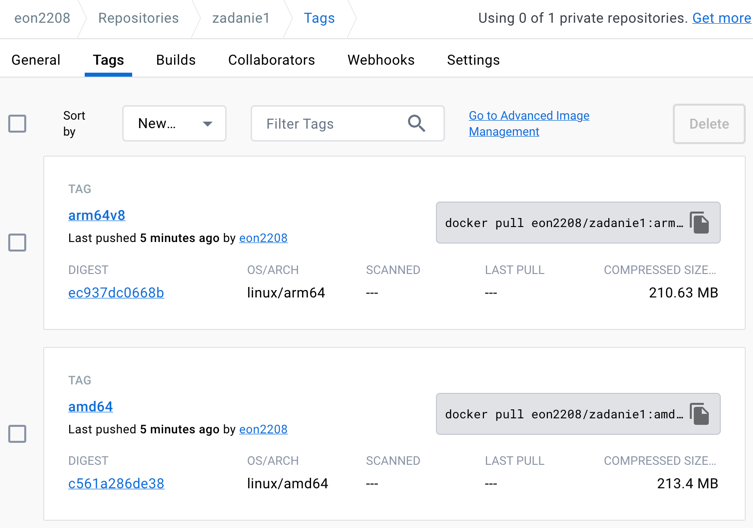 eon2208 Repositories zadanie1 Tags Using 0 of 1 private repositories. Get more
General Tags Builds Collaborators Webhooks Settings
Sort by New... Filter Tags Go to Advanced Image Management Delete
TAG
arm64v8
docker pull eon2208/zadanie1:arm...
Last pushed 5 minutes ago by eon2208
DIGEST OS/ARCH SCANNED LAST PULL COMPRESSED SIZE...
ec937dc0668b linux/arm64 --- --- 210.63 MB
TAG
amd64
docker pull eon2208/zadanie1:amd...
Last pushed 5 minutes ago by eon2208
DIGEST OS/ARCH SCANNED LAST PULL COMPRESSED SIZE...
c561a286de38 linux/amd64 --- --- 213.4 MB